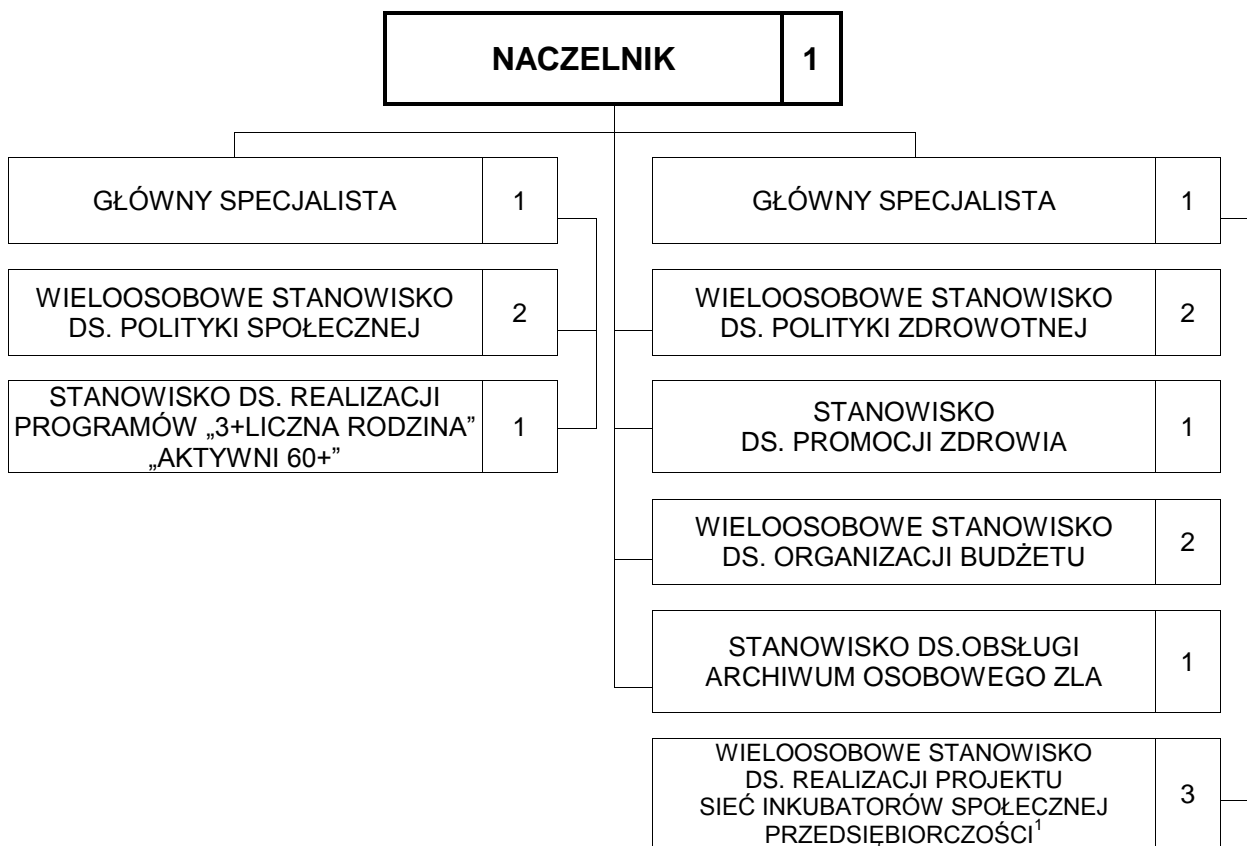 NACZELNIK 1
GŁÓWNY SPECJALISTA 1
WIELOOSOBOWE STANOWISKO
DS. POLITYKI SPOŁECZNEJ
2
STANOWISKO DS. REALIZACJI
PROGRAMÓW „3+LICZNA RODZINA”
„AKTYWNI 60+”
1
GŁÓWNY SPECJALISTA 1
WIELOOSOBOWE STANOWISKO
DS. POLITYKI ZDROWOTNEJ
2
STANOWISKO
DS. PROMOCJI ZDROWIA
1
WIELOOSOBOWE STANOWISKO
DS. ORGANIZACJI BUDŻETU
2
STANOWISKO DS.OBSŁUGI
ARCHIWUM OSOBOWEGO ZLA
1
WIELOOSOBOWE STANOWISKO
DS. REALIZACJI PROJEKTU
SIEĆ INKUBATORÓW SPOŁECZNEJ
PRZEDSIĘBIORCZOŚCI¹
3